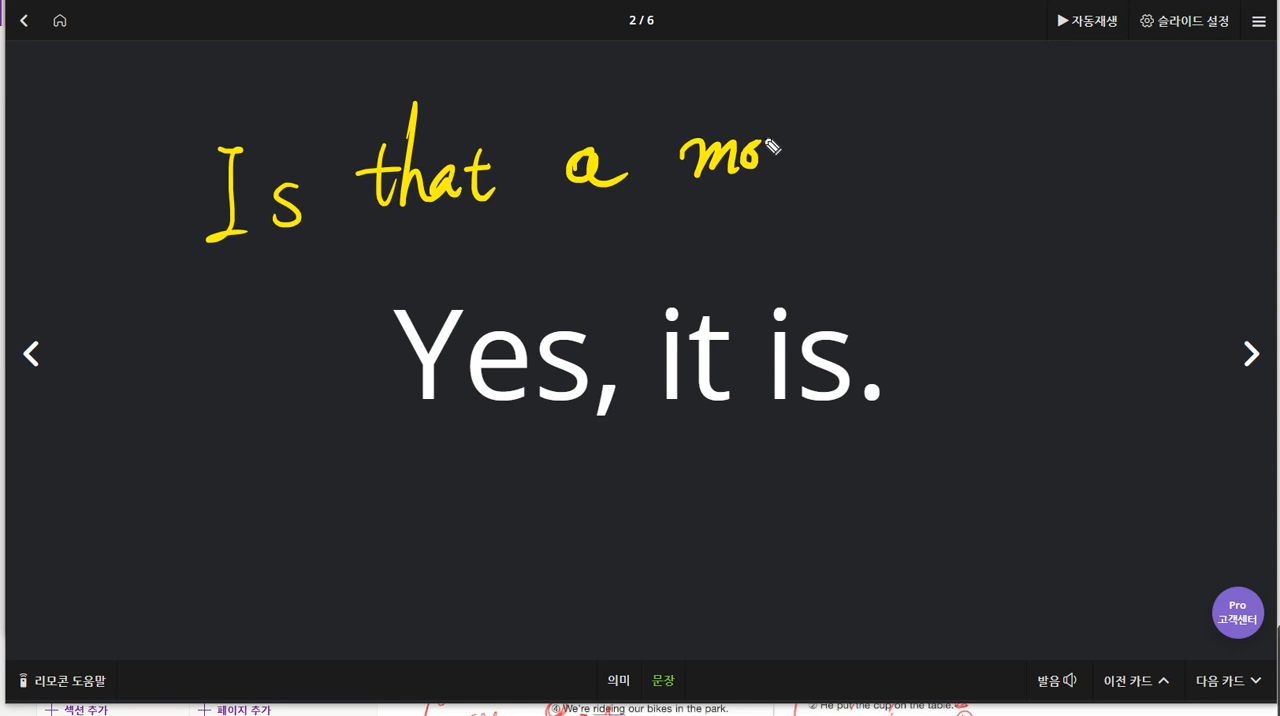 2 / 6
자동재생
슬라이드 설정
Is that a mo
Yes, it is.
Pro
고객센터
리모콘 도움말
의미
문장
발음
이전 카드
다음 카드
섹션 추가
페이지 추가
④ We're rideing our bikes in the park.
② He put the cup on the table.